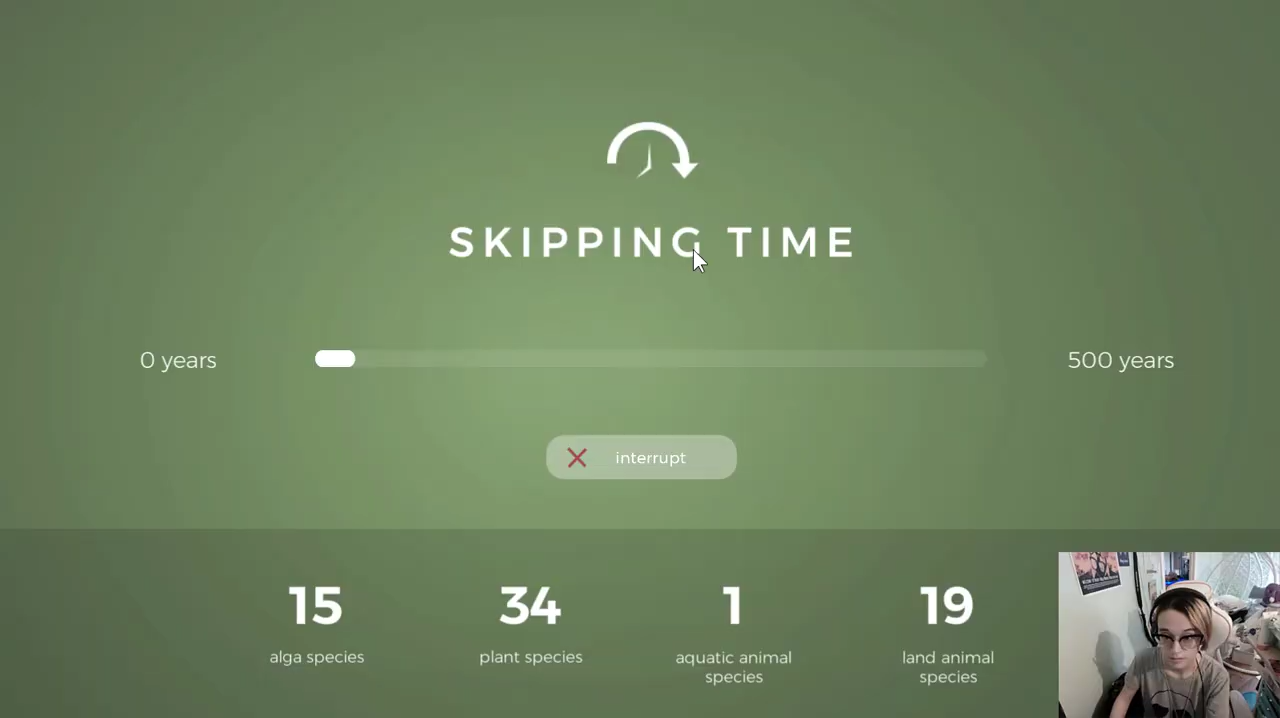 SKIPPING TIME
0 years
500 years
interrupt
15
34
1
19
alga species
plant species
aquatic animal
species
land animal
species